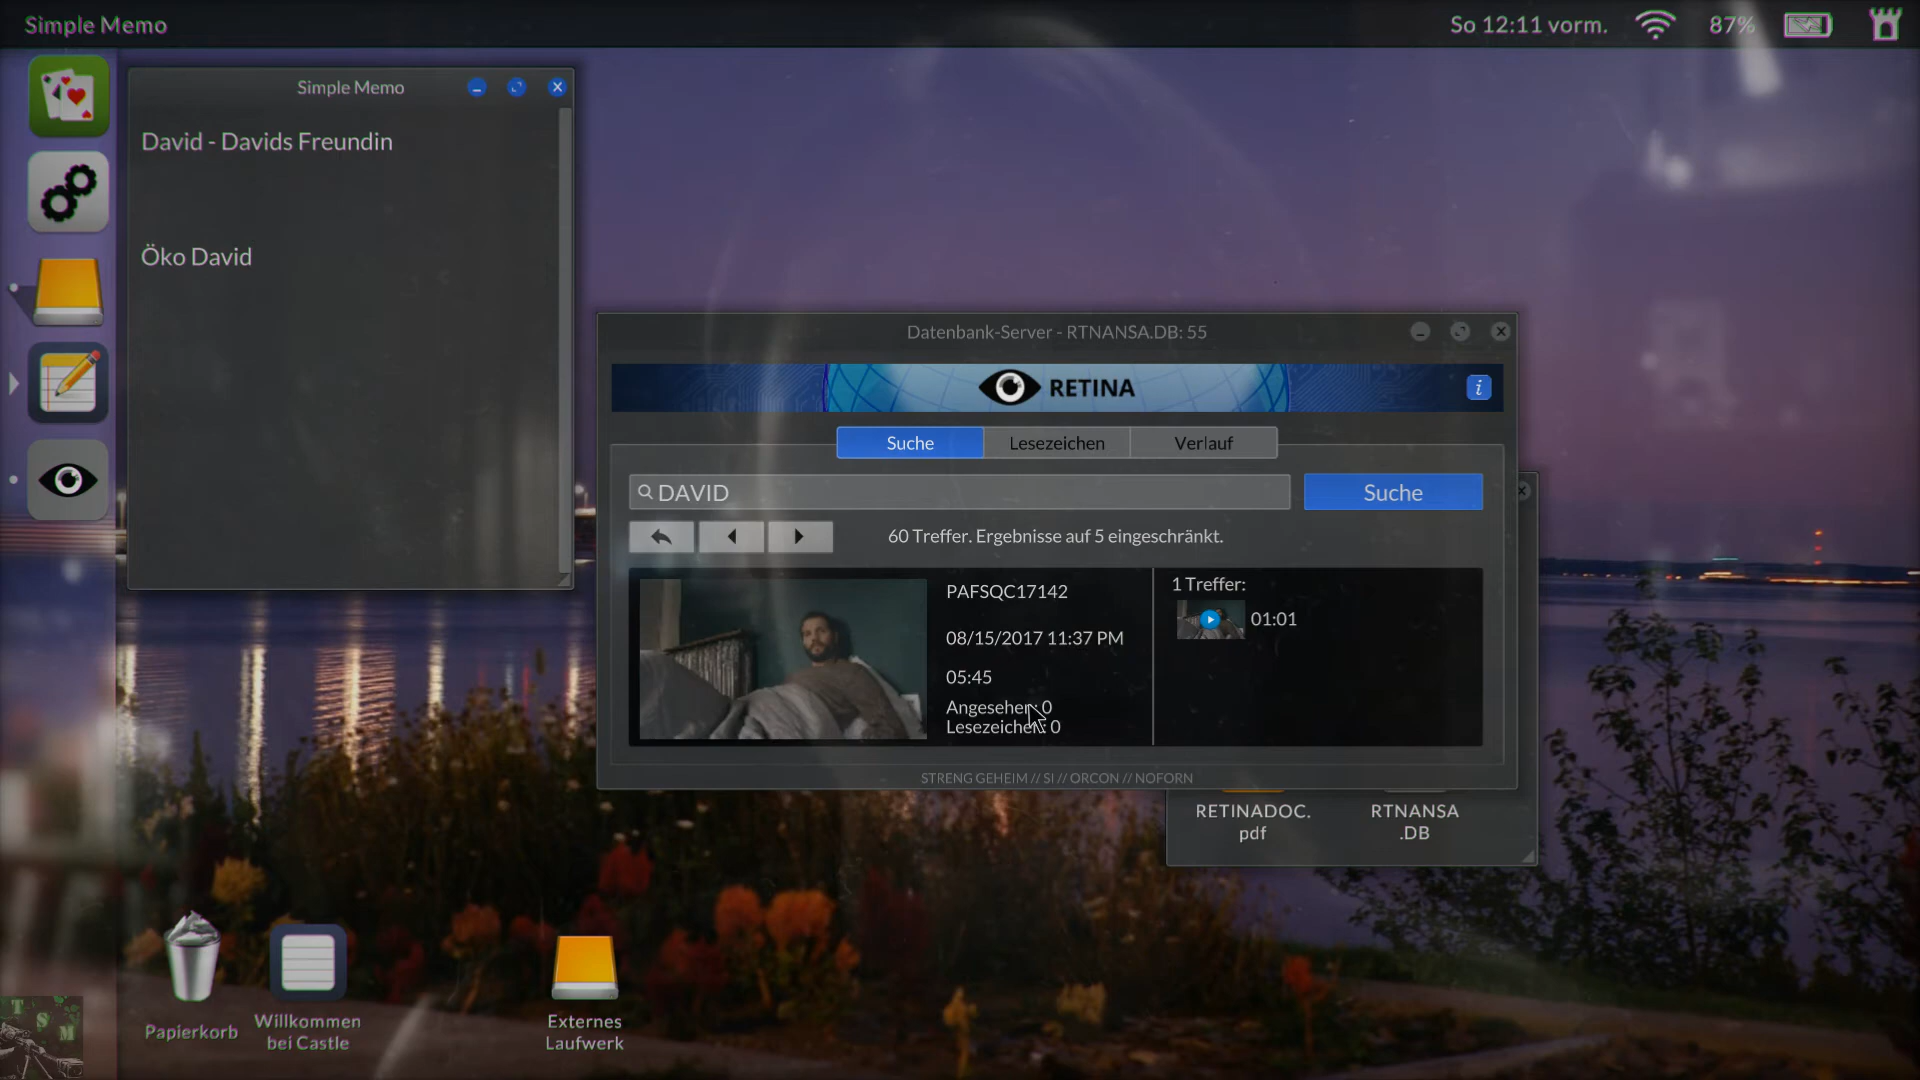 Simple Memo
So 12:11 vorm.
87%
Simple Memo
David - Davids Freundin
Öko David
Datenbank-Server - RTNANSA.DB: 55
RETINA
i
Suche
Lesezeichen
Verlauf
DAVID
Suche
60 Treffer. Ergebnisse auf 5 eingeschränkt.
PAFSQC17142
08/15/2017 11:37 PM
05:45
Angesehen: 0
Lesezeichen: 0
1 Treffer:
01:01
STRENG GEHEIM // SI // ORCON // NOFORN
RETINADOC.
pdf
RTNANSA
.DB
Papierkorb
Willkommen
bei Castle
Externes
Laufwerk
T S M